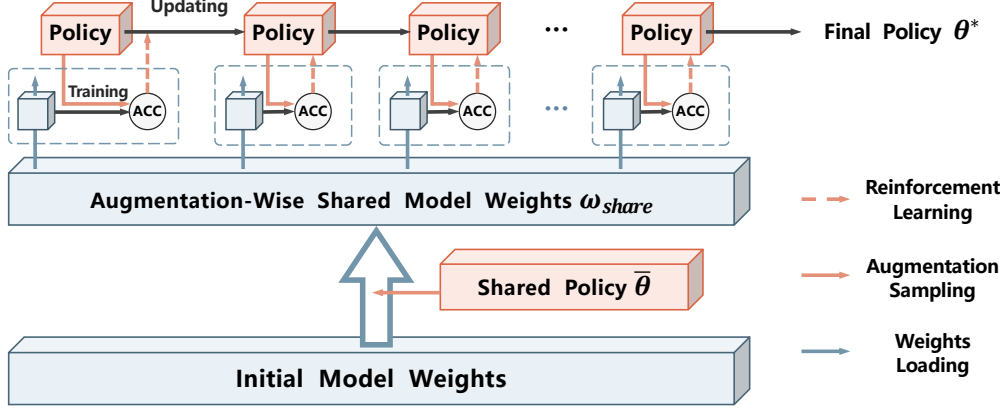 Updating
Policy
Policy
Policy
...
Policy
Final Policy θ*
Training
ACC
ACC
ACC
...
ACC
Augmentation-Wise Shared Model Weights ω_share
Reinforcement
Learning
Shared Policy θ̅
Augmentation
Sampling
Initial Model Weights
Weights
Loading